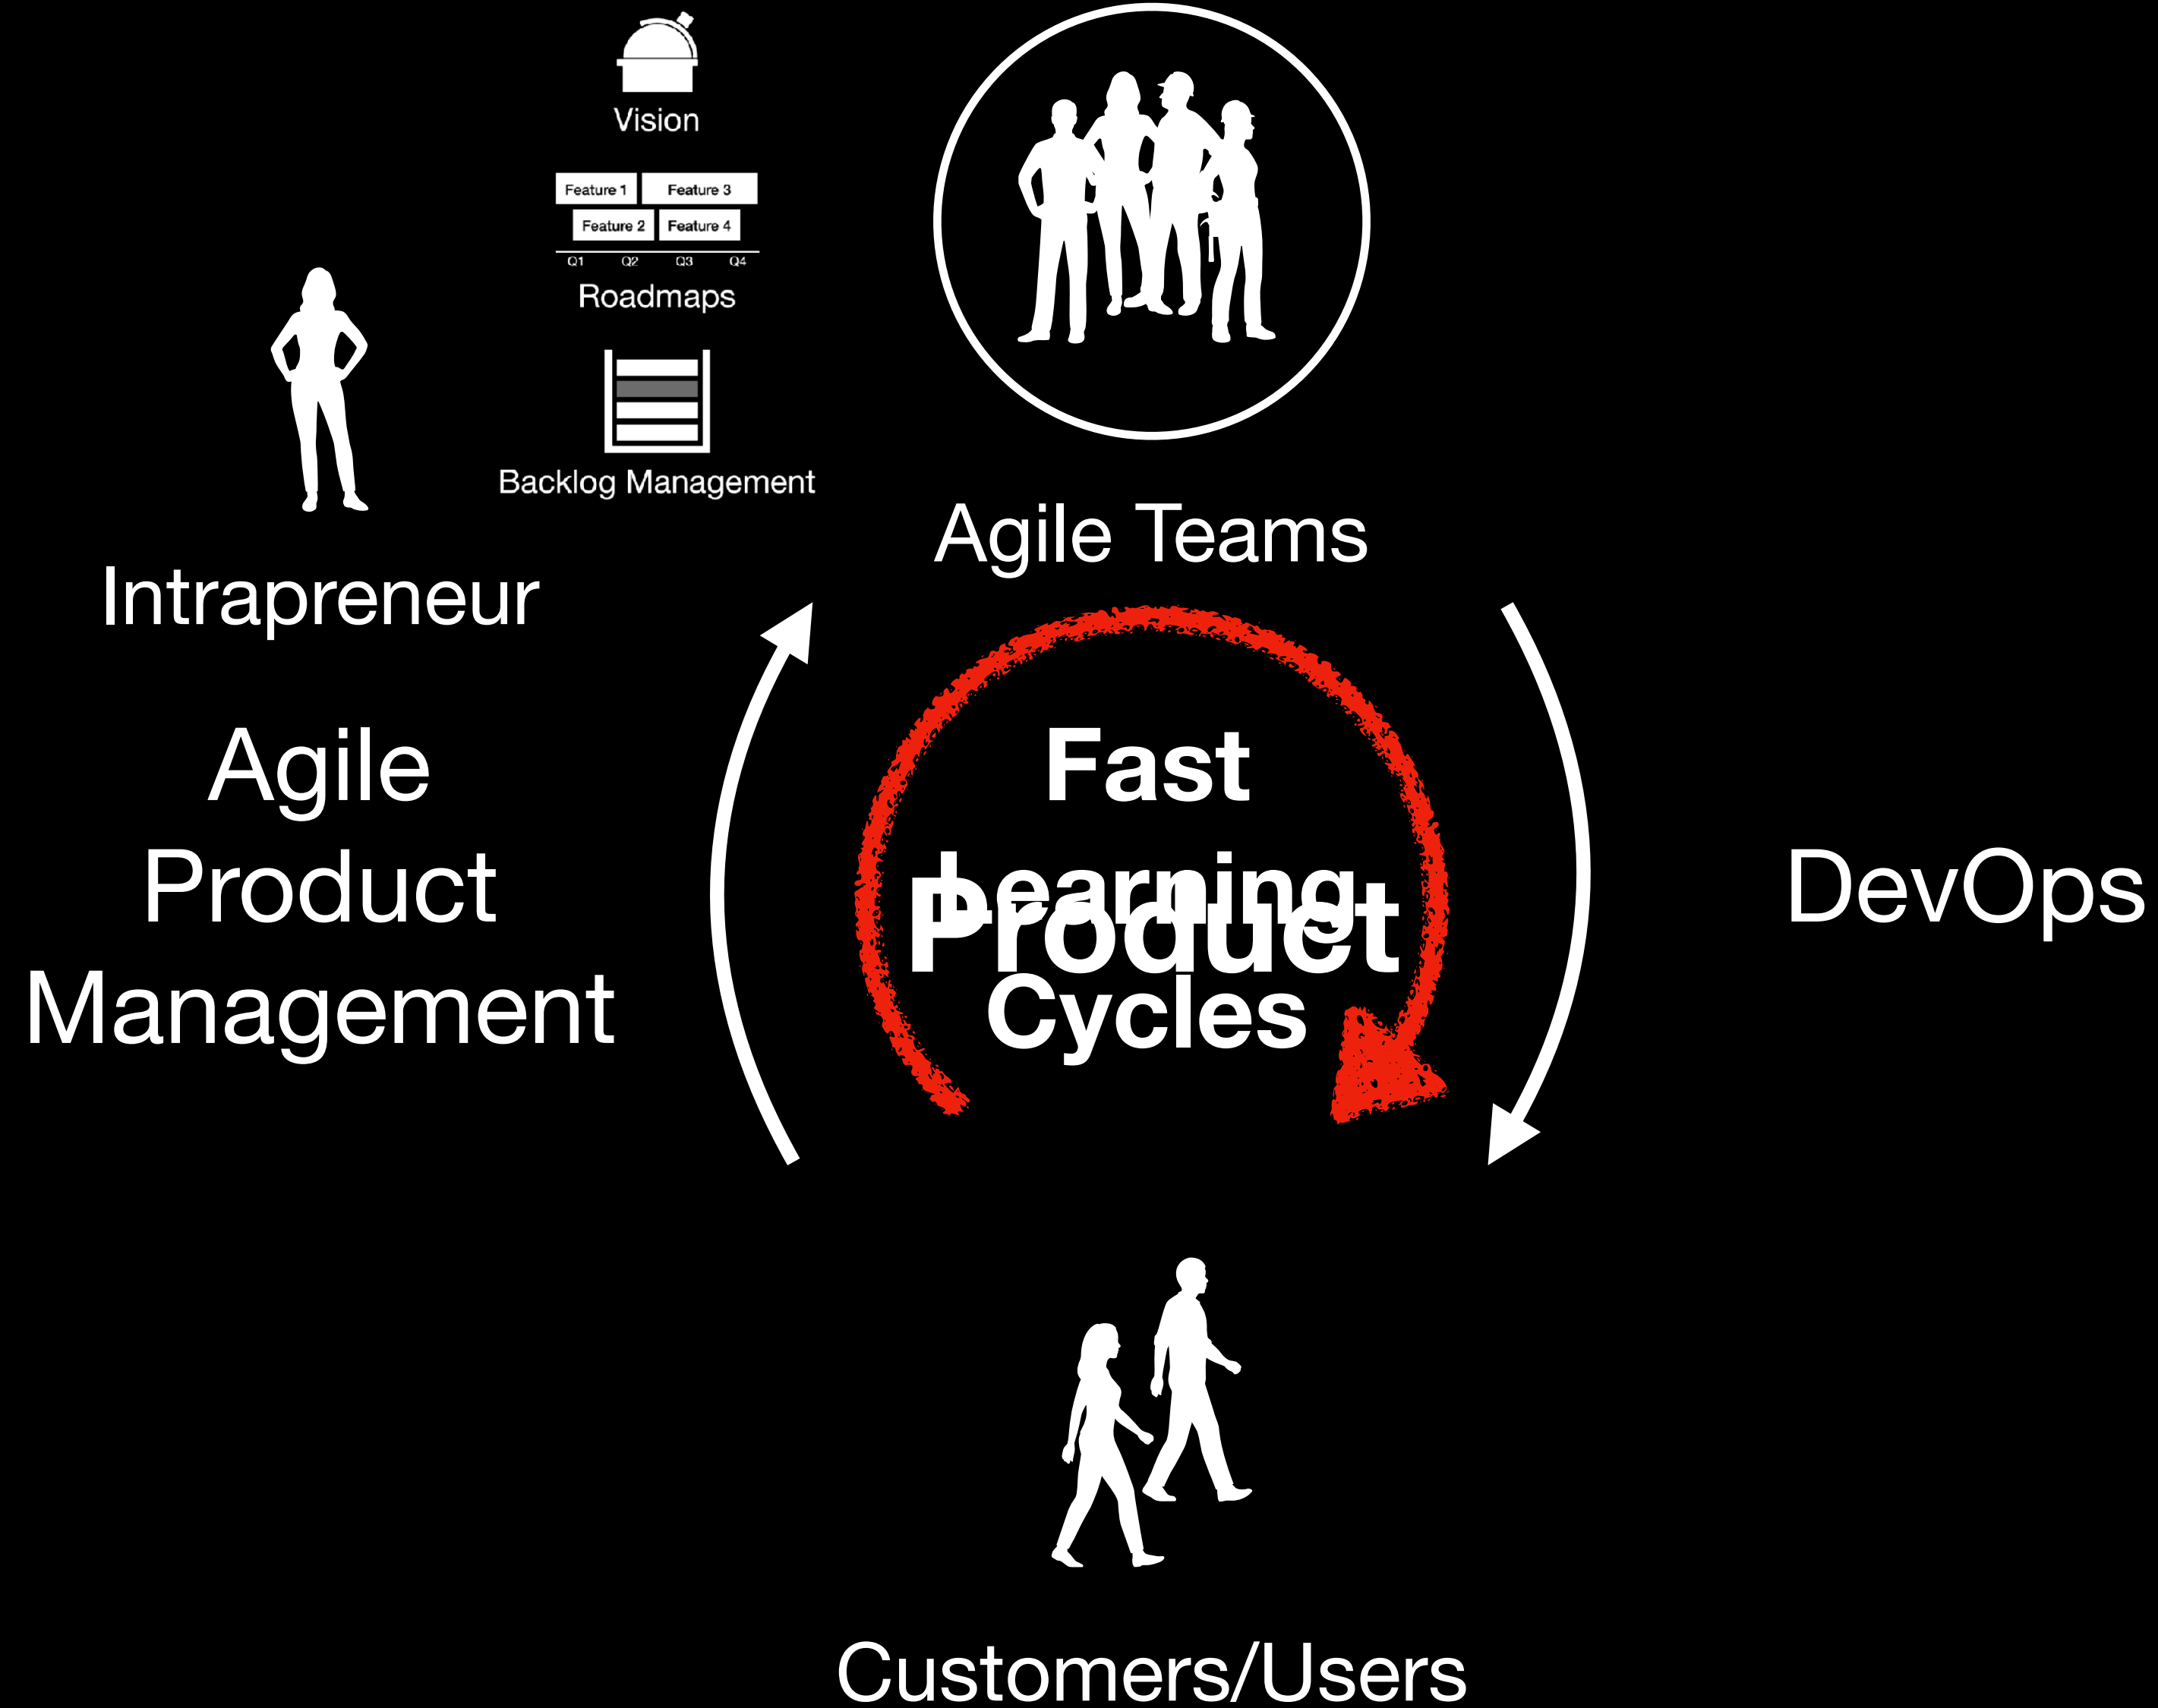 Vision
Feature 1
Feature 3
Feature 2
Feature 4
Q1 Q2 Q3 Q4
Roadmaps
Backlog Management
Intrapreneur
Agile Teams
Agile
Product
Management
Fast
Learning
Cycles
Product
DevOps
Customers/Users